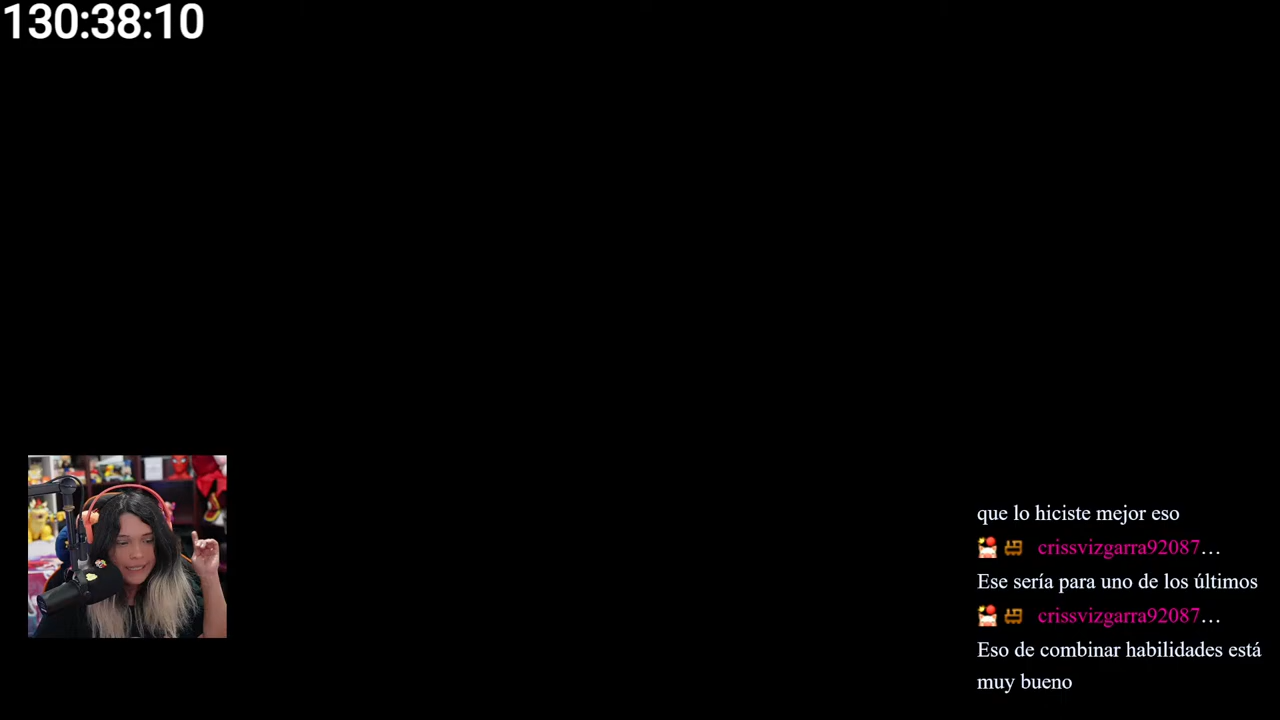 130:38:10
que lo hiciste mejor eso
crissvizgarra92087…
Ese sería para uno de los últimos
crissvizgarra92087…
Eso de combinar habilidades está
muy bueno